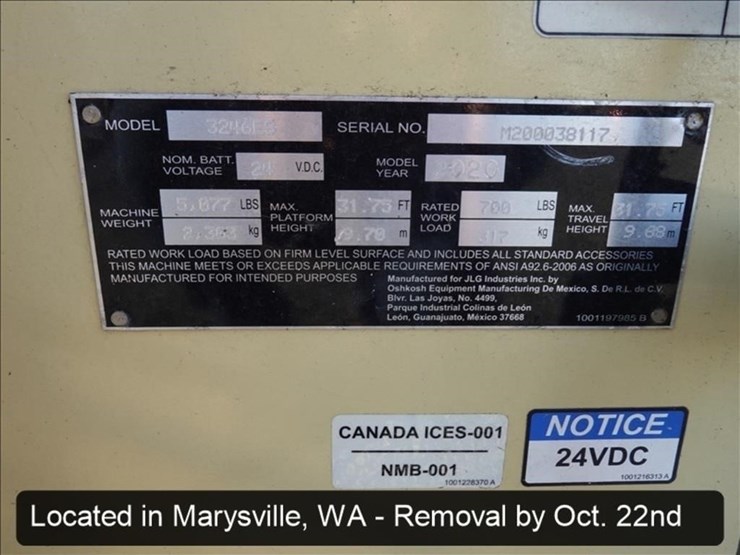 MODEL 3246ES SERIAL NO. M200038117
NOM. BATT. VOLTAGE 24 V.D.C. MODEL YEAR
MACHINE WEIGHT 5,077 LBS MAX. PLATFORM HEIGHT 31.75 FT RATED WORK LOAD 700 LBS MAX. TRAVEL HEIGHT 31.75 FT
kg 9.70 m 317 kg m
RATED WORK LOAD BASED ON FIRM LEVEL SURFACE AND INCLUDES ALL STANDARD ACCESSORIES
THIS MACHINE MEETS OR EXCEEDS APPLICABLE REQUIREMENTS OF ANSI A92.6-2006 AS ORIGINALLY
MANUFACTURED FOR INTENDED PURPOSES
Manufactured for JLG Industries Inc. by
Oshkosh Equipment Manufacturing De Mexico, S. De R.L. de C.V.
Blvr. Las Joyas, No. 4499,
Parque Industrial Colinas de León
León, Guanajuato, México 37668
1001197985 B
CANADA ICES-001
NMB-001
1001228370 A
NOTICE
24VDC
1001216313 A
Located in Marysville, WA - Removal by Oct. 22nd